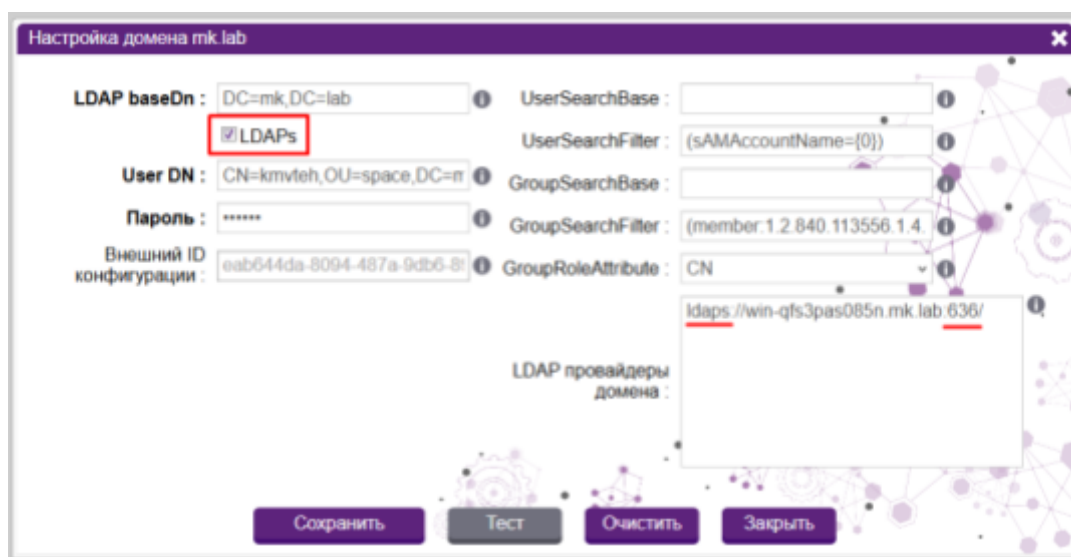 Настройка домена mk.lab
LDAP baseDn :
DC=mk,DC=lab
LDAPs
User DN :
CN=kmvteh,OU=space,DC=m
Пароль :
••••••
Внешний ID
конфигурации :
eab644da-8094-487a-9db6-8
UserSearchBase :
UserSearchFilter :
(sAMAccountName={0})
GroupSearchBase :
GroupSearchFilter :
(member:1.2.840.113556.1.4.
GroupRoleAttribute :
CN
LDAP провайдеры
домена :
ldaps://win-qfs3pas085n.mk.lab:636/
Сохранить
Тест
Очистить
Закрыть